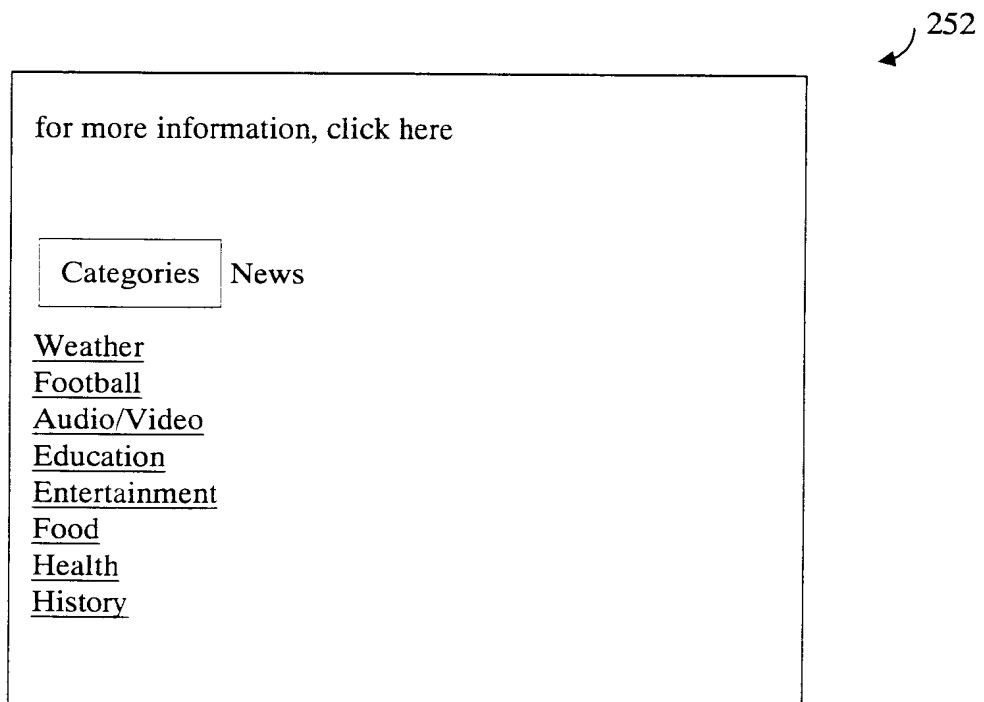 252
for more information, click here
Categories News
Weather
Football
Audio/Video
Education
Entertainment
Food
Health
History